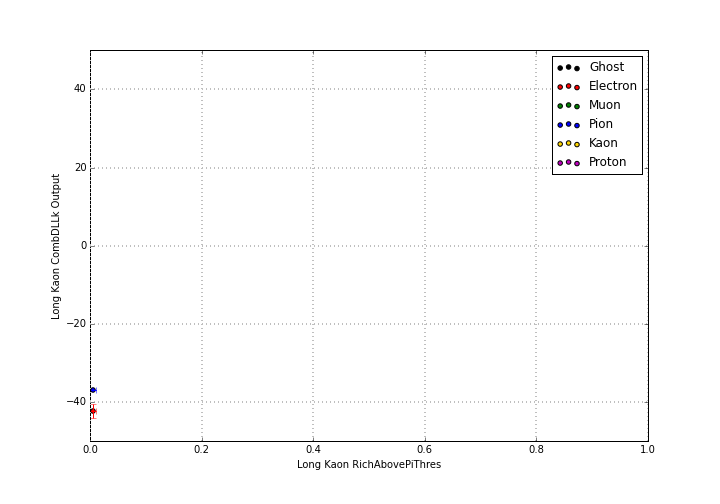 Ghost
Electron
Muon
Pion
Kaon
Proton
40
20
0
−20
−40
Long Kaon CombDLLk Output
0.0 0.2 0.4 0.6 0.8 1.0
Long Kaon RichAbovePiThres